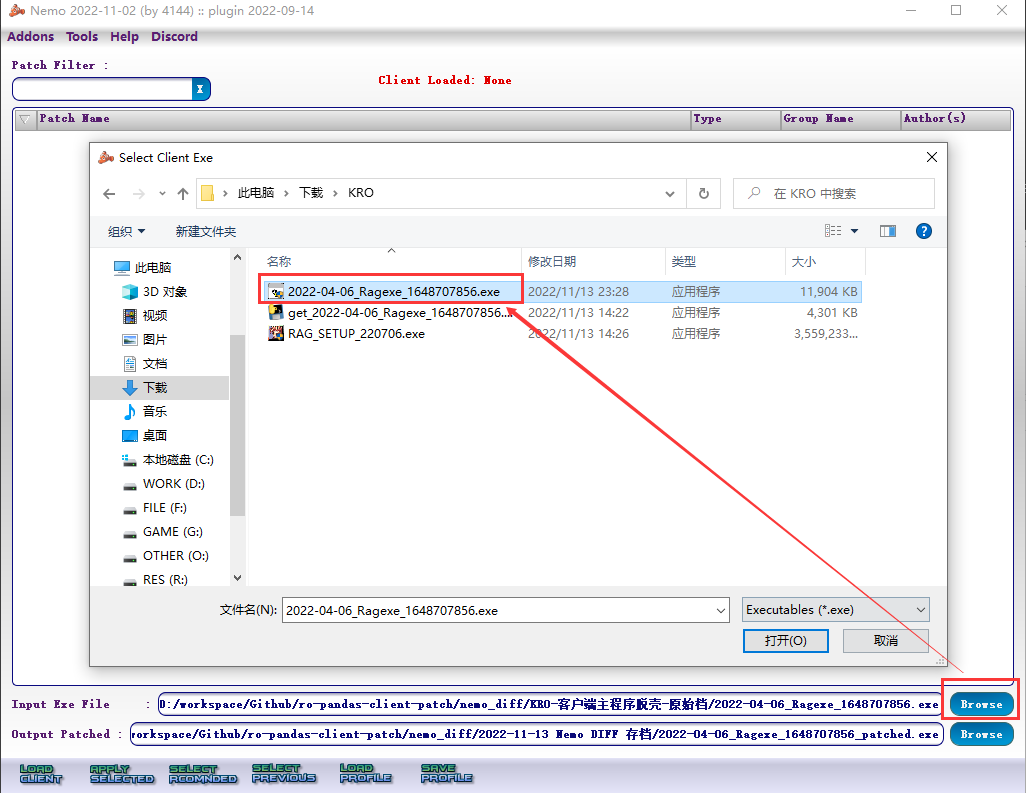 Nemo 2022-11-02 (by 4144) :: plugin 2022-09-14
Addons Tools Help Discord
Patch Filter :
Client Loaded: None
X
Patch Name Type Group Name Author(s)
Select Client Exe
此电脑 › 下载 › KRO
在 KRO 中搜索
组织 新建文件夹
?
此电脑
3D 对象
视频
图片
文档
下载
音乐
桌面
本地磁盘 (C:)
WORK (D:)
FILE (F:)
GAME (G:)
OTHER (O:)
RES (R:)
名称 修改日期 类型 大小
2022-04-06_Ragexe_1648707856.exe 2022/11/13 23:28 应用程序 11,904 KB
get_2022-04-06_Ragexe_1648707856.... 2022/11/13 14:22 应用程序 4,301 KB
RAG_SETUP_220706.exe 2022/11/13 14:26 应用程序 3,559,233...
文件名(N): 2022-04-06_Ragexe_1648707856.exe Executables (*.exe)
打开(O) 取消
Input Exe File : D:/workspace/Github/ro-pandas-client-patch/nemo_diff/KRO-客户端主程序脱壳-原始档/2022-04-06_Ragexe_1648707856.exe Browse
Output Patched : workspace/Github/ro-pandas-client-patch/nemo_diff/2022-11-13 Nemo DIFF 存档/2022-04-06_Ragexe_1648707856_patched.exe Browse
LOAD CLIENT APPLY SELECTED SELECT RCOMNDED SELECT PREVIOUS LOAD PROFILE SAVE PROFILE